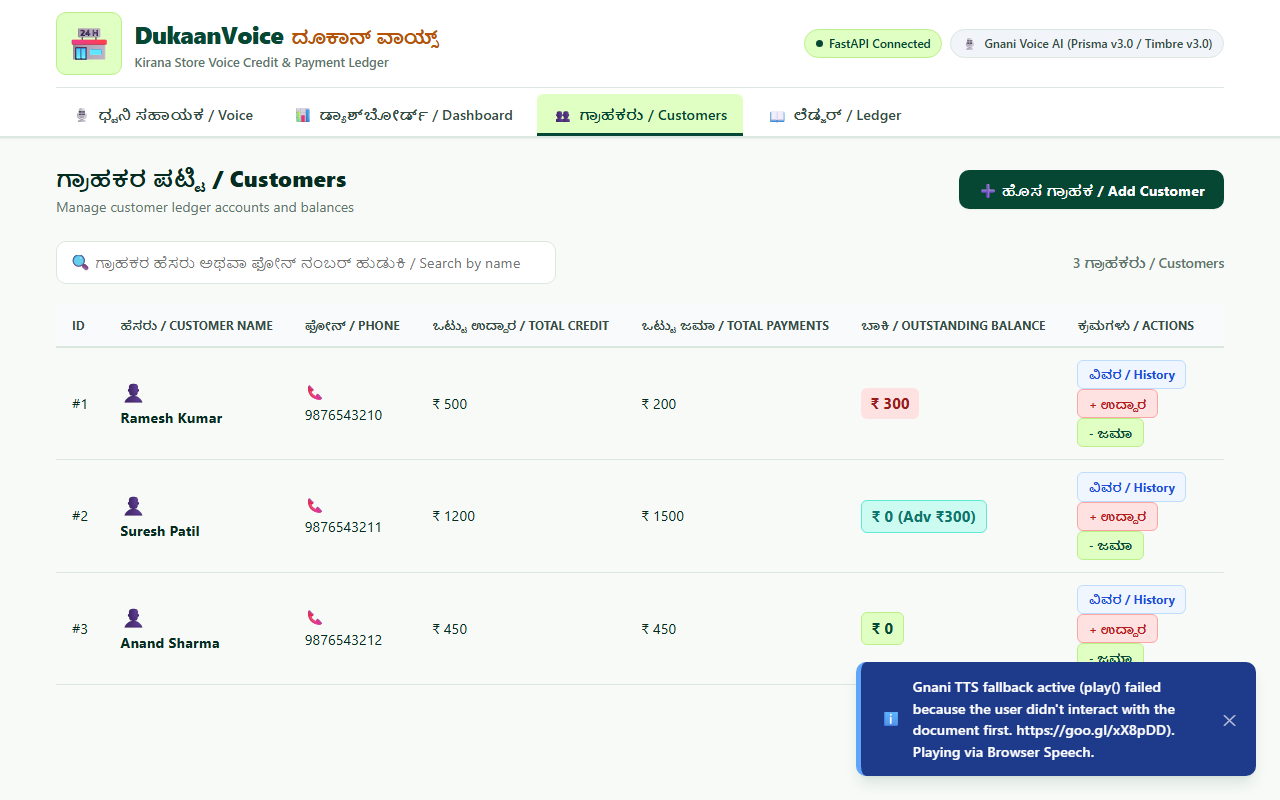 24 H
DukaanVoice ದೂಕಾನ್ ವಾಯ್ಸ್
Kirana Store Voice Credit & Payment Ledger
FastAPI Connected
Gnani Voice AI (Prisma v3.0 / Timbre v3.0)
ಧ್ವನಿ ಸಹಾಯಕ / Voice
ಡ್ಯಾಶ್‌ಬೋರ್ಡ್ / Dashboard
ಗ್ರಾಹಕರು / Customers
ಲೆಡ್ಜರ್ / Ledger
ಗ್ರಾಹಕರ ಪಟ್ಟಿ / Customers
Manage customer ledger accounts and balances
➕ ಹೊಸ ಗ್ರಾಹಕ / Add Customer
ಗ್ರಾಹಕರ ಹೆಸರು ಅಥವಾ ಫೋನ್ ನಂಬರ್ ಹುಡುಕಿ / Search by name
3 ಗ್ರಾಹಕರು / Customers
ID ಹೆಸರು / CUSTOMER NAME ಫೋನ್ / PHONE ಒಟ್ಟು ಉದ್ದಾರ / TOTAL CREDIT ಒಟ್ಟು ಜಮಾ / TOTAL PAYMENTS ಬಾಕಿ / OUTSTANDING BALANCE ಕ್ರಮಗಳು / ACTIONS
#1 Ramesh Kumar 9876543210 ₹ 500 ₹ 200 ₹ 300
ವಿವರ / History
+ ಉದ್ದಾರ
- ಜಮಾ
#2 Suresh Patil 9876543211 ₹ 1200 ₹ 1500 ₹ 0 (Adv ₹300)
ವಿವರ / History
+ ಉದ್ದಾರ
- ಜಮಾ
#3 Anand Sharma 9876543212 ₹ 450 ₹ 450 ₹ 0
ವಿವರ / History
+ ಉದ್ದಾರ
- ಜಮಾ
Gnani TTS fallback active (play() failed
because the user didn't interact with the
document first. https://goo.gl/xX8pDD).
Playing via Browser Speech.